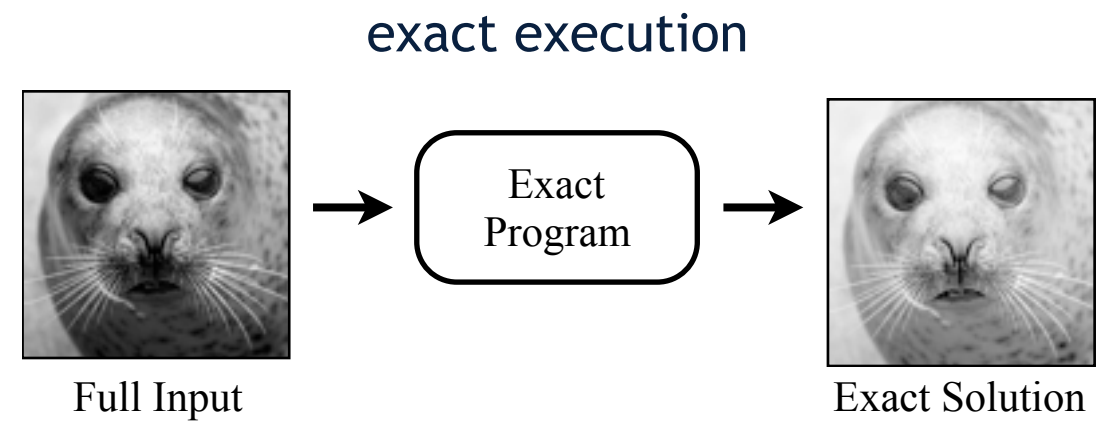 exact execution
Exact
Program
Full Input
Exact Solution